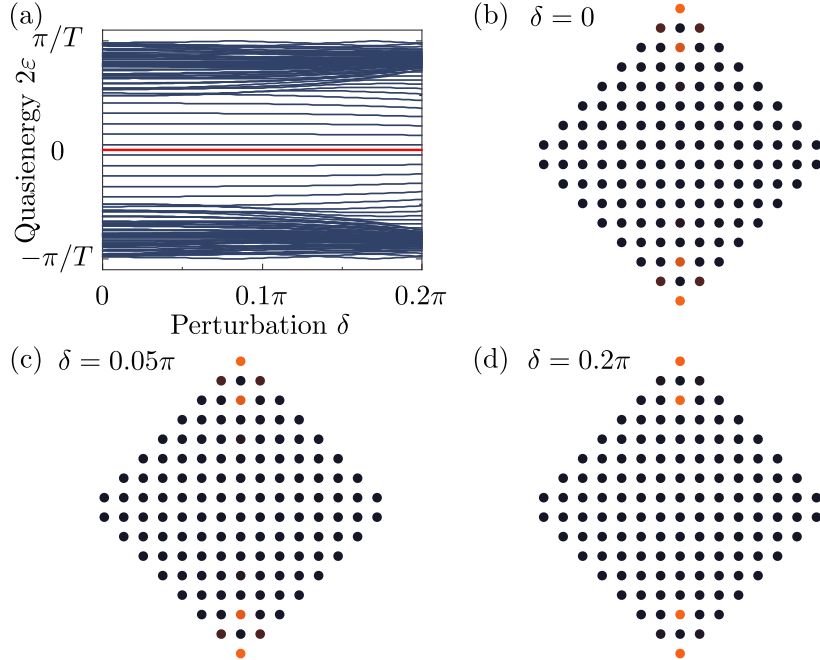 (a)
π/T
0
−π/T
Quasienergy 2ε
0
0.1π
0.2π
Perturbation δ
(b) δ = 0
(c) δ = 0.05π
(d) δ = 0.2π